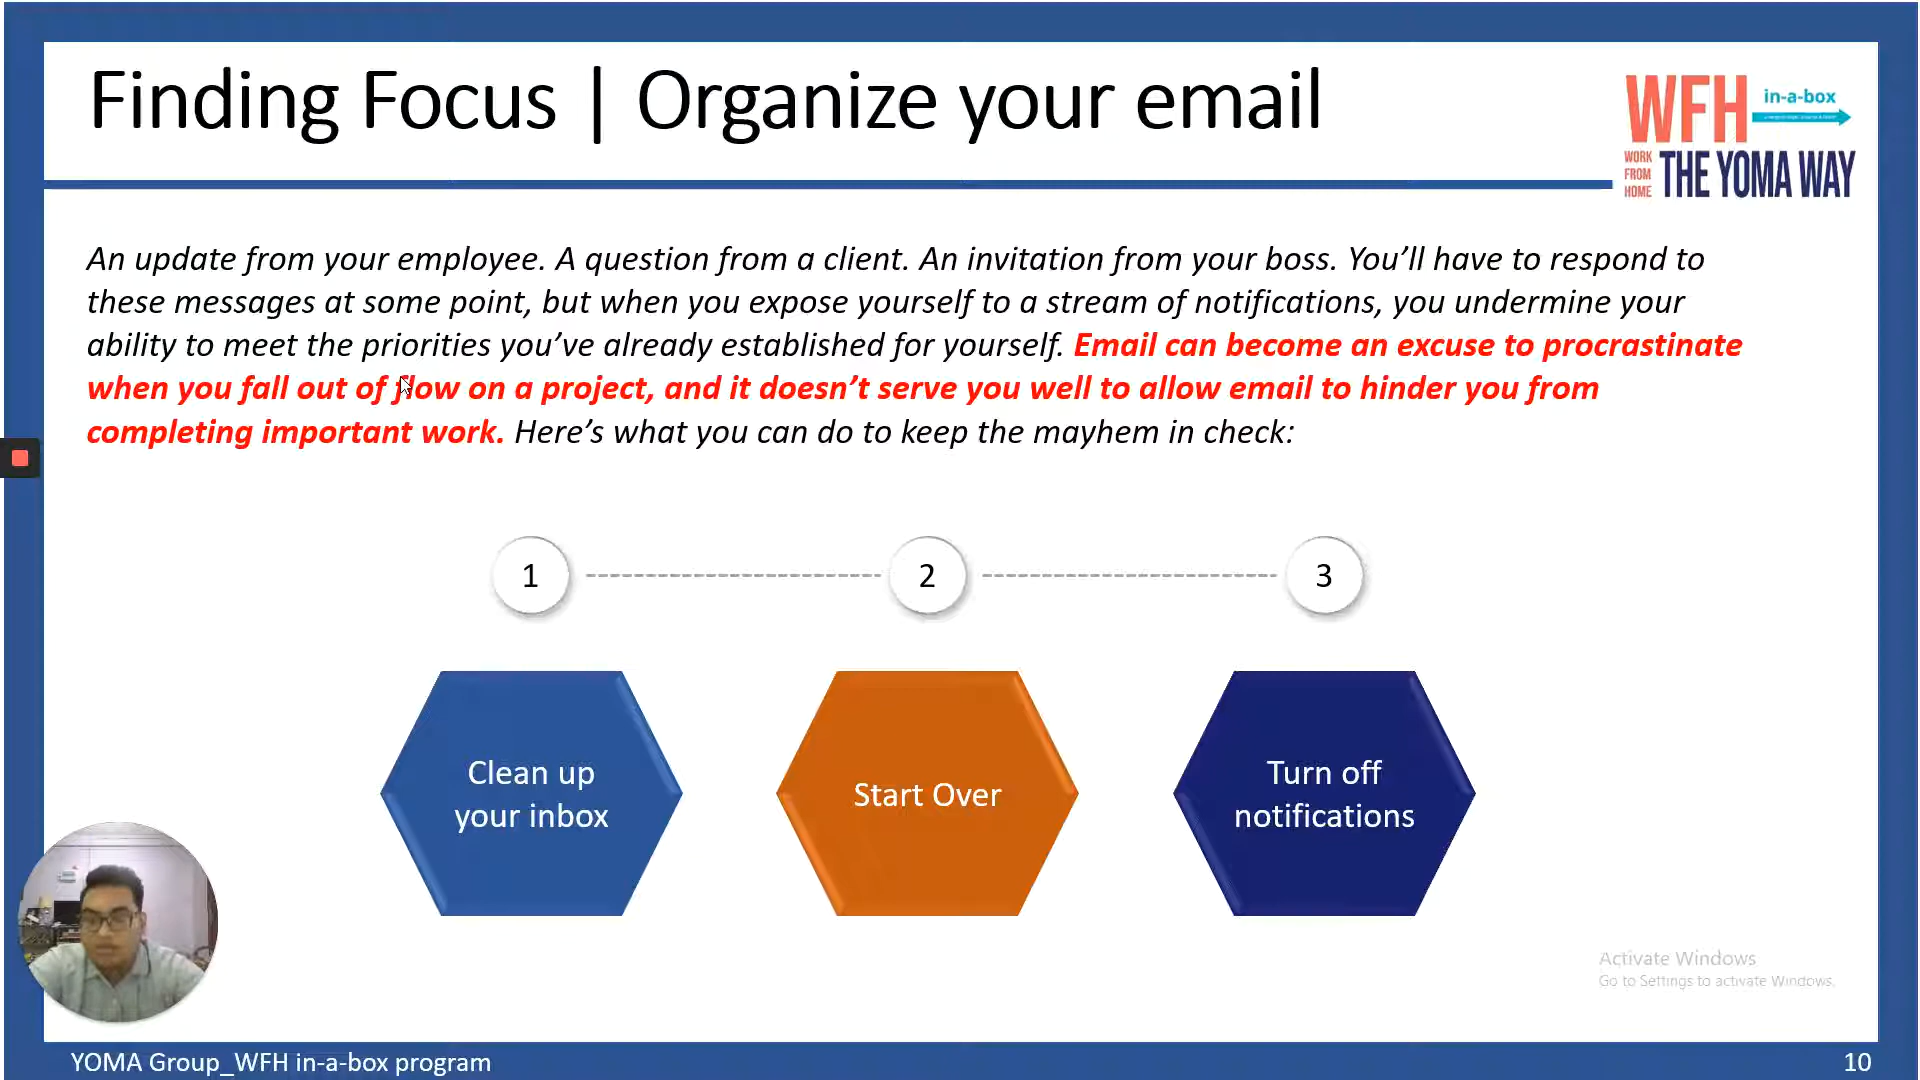 Finding Focus | Organize your email
WFH in-a-box
WORK FROM HOME THE YOMA WAY
An update from your employee. A question from a client. An invitation from your boss. You’ll have to respond to
these messages at some point, but when you expose yourself to a stream of notifications, you undermine your
ability to meet the priorities you’ve already established for yourself. Email can become an excuse to procrastinate
when you fall out of flow on a project, and it doesn’t serve you well to allow email to hinder you from
completing important work. Here’s what you can do to keep the mayhem in check:
1
2
3
Clean up
your inbox
Start Over
Turn off
notifications
Activate Windows
Go to Settings to activate Windows.
YOMA Group_WFH in-a-box program
10